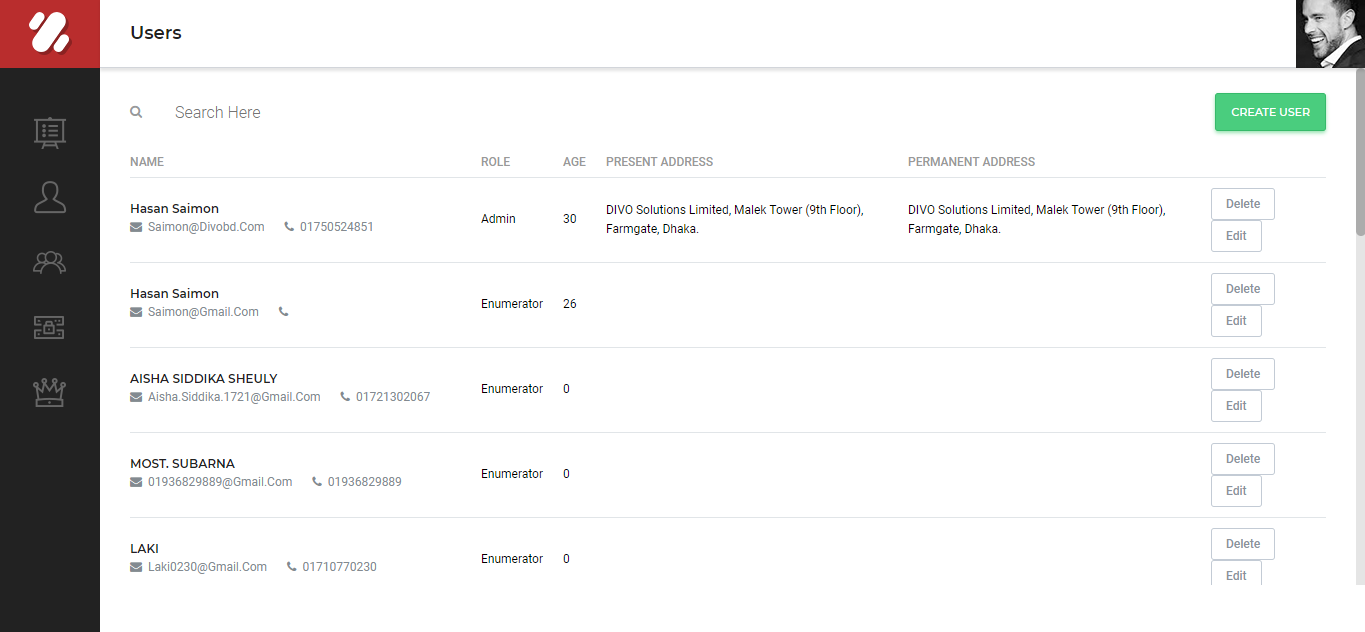 Users
Search Here
CREATE USER
NAME ROLE AGE PRESENT ADDRESS PERMANENT ADDRESS
Hasan Saimon
Saimon@Divobd.Com 01750524851
Admin 30
DIVO Solutions Limited, Malek Tower (9th Floor),
Farmgate, Dhaka.
DIVO Solutions Limited, Malek Tower (9th Floor),
Farmgate, Dhaka.
Delete
Edit
Hasan Saimon
Saimon@Gmail.Com
Enumerator 26
Delete
Edit
AISHA SIDDIKA SHEULY
Aisha.Siddika.1721@Gmail.Com 01721302067
Enumerator 0
Delete
Edit
MOST. SUBARNA
01936829889@Gmail.Com 01936829889
Enumerator 0
Delete
Edit
LAKI
Laki0230@Gmail.Com 01710770230
Enumerator 0
Delete
Edit